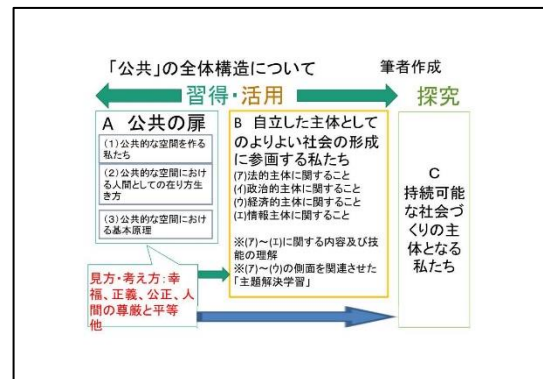 「公共」の全体構造について
筆者作成
習得・活用
探究
A 公共の扉
(1)公共的な空間を作る
私たち
(2)公共的な空間におけ
る人間としての在り方生
き方
(3)公共的な空間におけ
る基本原理
見方・考え方:幸
福、正義、公正、人
間の尊厳と平等
他
B 自立した主体として
のよりよい社会の形成
に参画する私たち
(ア)法的主体に関すること
(イ)政治的主体に関すること
(ウ)経済的主体に関すること
(エ)情報主体に関すること
※(ア)~(エ)に関する内容及び技
能の理解
※(ア)~(ウ)の側面を関連させた
「主題解決学習」
C
持続可能
な社会づ
くりの主
体となる
私たち